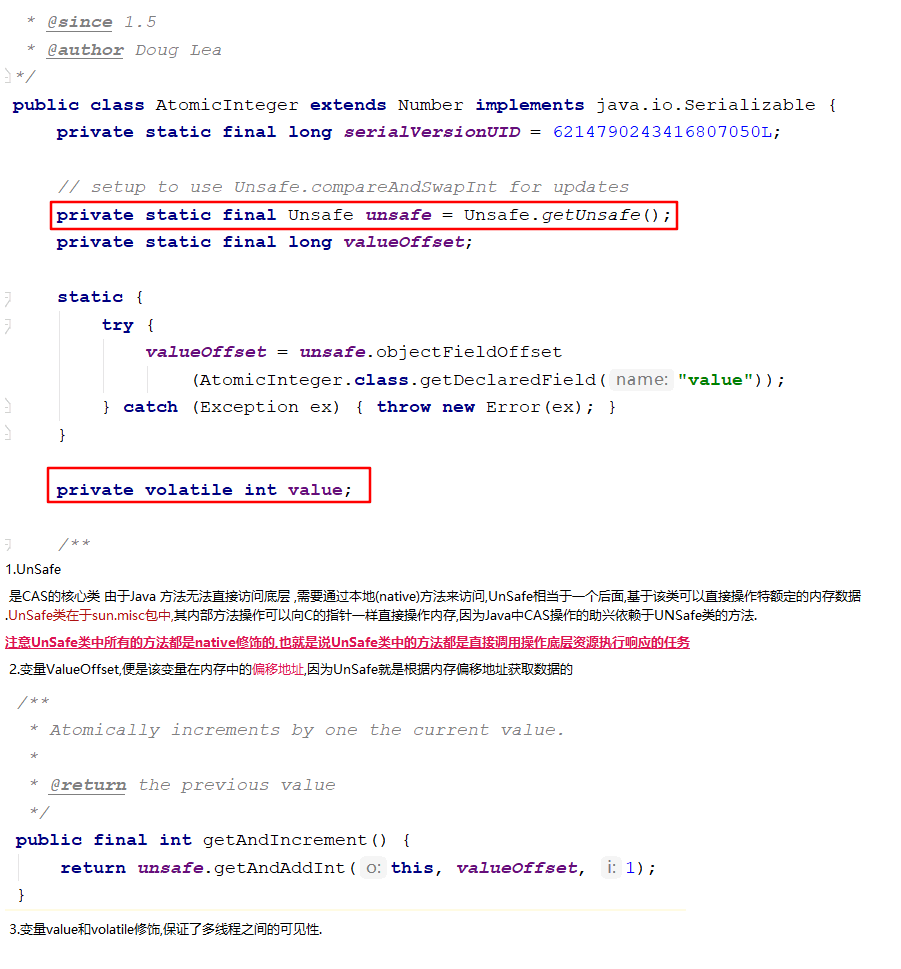 * @since 1.5
* @author Doug Lea
*/
public class AtomicInteger extends Number implements java.io.Serializable {
private static final long serialVersionUID = 6214790243416807050L;
// setup to use Unsafe.compareAndSwapInt for updates
private static final Unsafe unsafe = Unsafe.getUnsafe();
private static final long valueOffset;
static {
try {
valueOffset = unsafe.objectFieldOffset
(AtomicInteger.class.getDeclaredField( name: "value"));
} catch (Exception ex) { throw new Error(ex); }
}
private volatile int value;
/**
1.UnSafe
是CAS的核心类 由于Java 方法无法直接访问底层 ,需要通过本地(native)方法来访问,UnSafe相当于一个后面,基于该类可以直接操作特额定的内存数据
.UnSafe类在于sun.misc包中,其内部方法操作可以向C的指针一样直接操作内存,因为Java中CAS操作的助兴依赖于UNSafe类的方法.
注意UnSafe类中所有的方法都是native修饰的,也就是说UnSafe类中的方法都是直接调用操作底层资源执行响应的任务
2.变量ValueOffset,便是该变量在内存中的偏移地址,因为UnSafe就是根据内存偏移地址获取数据的
/**
* Atomically increments by one the current value.
*
* @return the previous value
*/
public final int getAndIncrement() {
return unsafe.getAndAddInt( o: this, valueOffset, i: 1);
}
3.变量value和volatile修饰,保证了多线程之间的可见性.